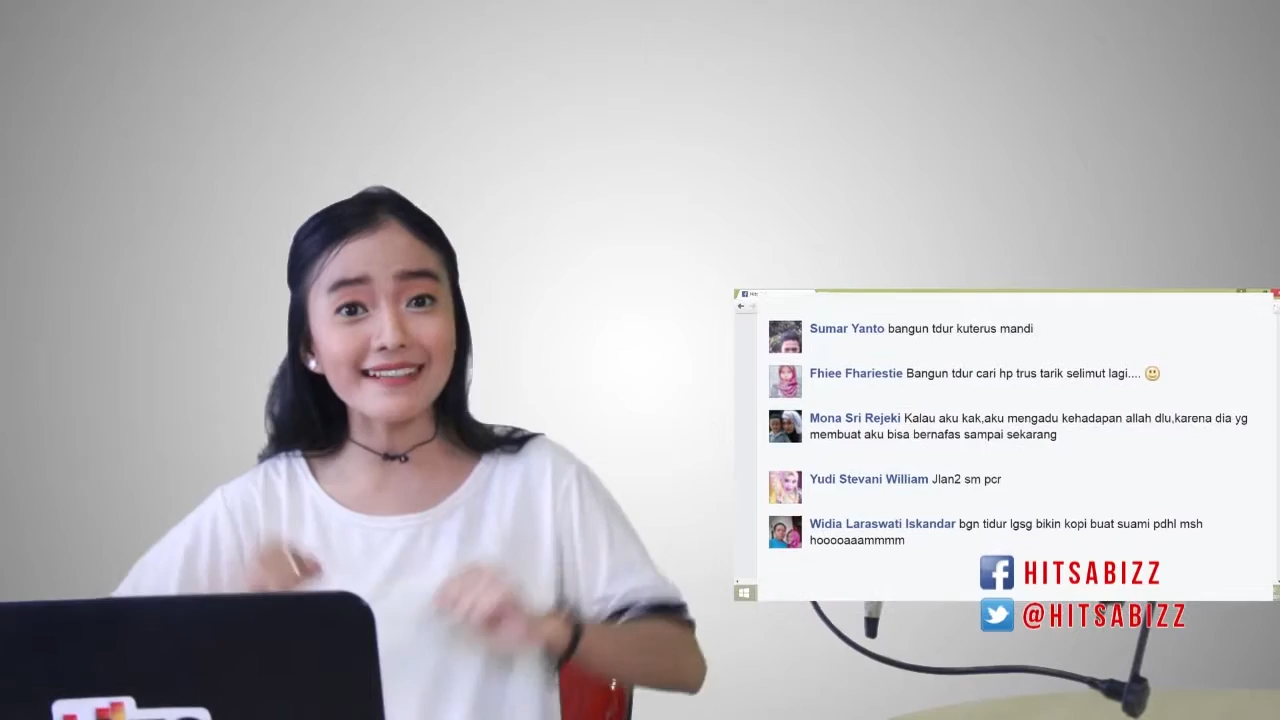 Sumar Yanto bangun tdur kuterus mandi
Fhiee Fhariestie Bangun tdur cari hp trus tarik selimut lagi....
Mona Sri Rejeki Kalau aku kak,aku mengadu kehadapan allah dlu,karena dia yg
membuat aku bisa bernafas sampai sekarang
Yudi Stevani William Jlan2 sm pcr
Widia Laraswati Iskandar bgn tidur lgsg bikin kopi buat suami pdhl msh
hooooaaammmm
HITSABIZZ
@HITSABIZZ